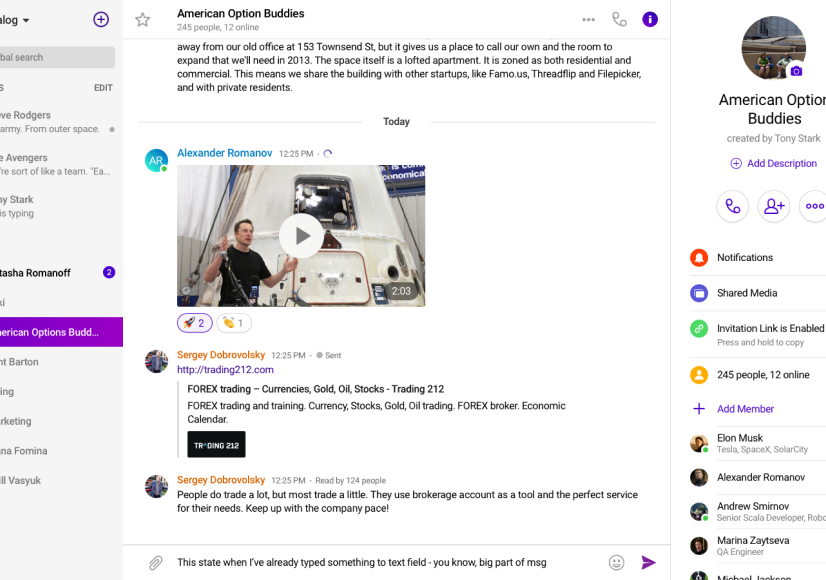 alog
bal search
S EDIT
ve Rodgers
army. From outer space.
e Avengers
're sort of like a team. "Ea...
ny Stark
is typing
tasha Romanoff 2
ki
nerican Options Budd...
nt Barton
ing
rketing
na Fomina
ill Vasyuk
American Option Buddies
245 people, 12 online
away from our old office at 153 Townsend St, but it gives us a place to call our own and the room to
expand that we'll need in 2013. The space itself is a lofted apartment. It is zoned as both residential and
commercial. This means we share the building with other startups, like Famo.us, Threadflip and Filepicker,
and with private residents.
Today
AR
Alexander Romanov 12:25 PM -
conomical
2:03
🚀 2 👏 1
Sergey Dobrovolsky 12:25 PM - Sent
http://trading212.com
FOREX trading – Currencies, Gold, Oil, Stocks - Trading 212
FOREX trading and training. Currency, Stocks, Gold, Oil trading. FOREX broker. Economic
Calendar.
TRADING 212
Sergey Dobrovolsky 12:25 PM - Read by 124 people
People do trade a lot, but most trade a little. They use brokerage account as a tool and the perfect service
for their needs. Keep up with the company pace!
This state when I've already typed something to text field - you know, big part of msg
American Option
Buddies
created by Tony Stark
Add Description
Notifications
Shared Media
Invitation Link is Enabled
Press and hold to copy
245 people, 12 online
Add Member
Elon Musk
Tesla, SpaceX, SolarCity
Alexander Romanov
Andrew Smirnov
Senior Scala Developer, Robo
Marina Zaytseva
QA Engineer
Michael Jackson